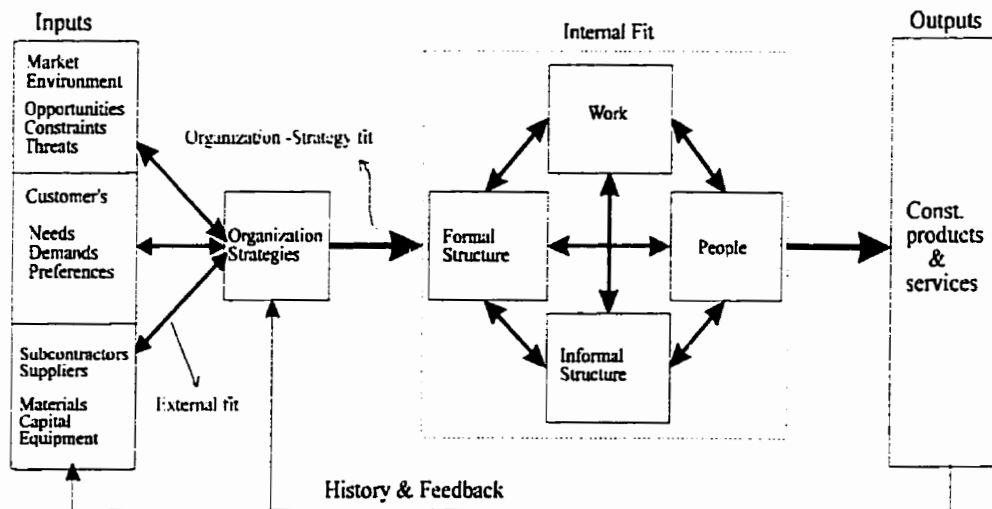 Inputs
Market
Environment
Opportunities
Constraints
Threats
Customer's
Needs
Demands
Preferences
Subcontractors
Suppliers
Materials
Capital
Equipment
External fit
Organization
Strategies
Organization -Strategy fit
Internal Fit
Work
Formal
Structure
People
Informal
Structure
Outputs
Const.
products
&
services
History & Feedback